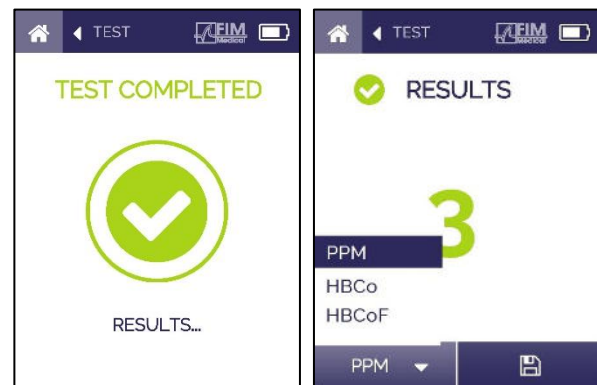 TEST
FIM
Medical
TEST COMPLETED
RESULTS...
TEST
FIM
Medical
RESULTS
3
PPM
HBCo
HBCoF
PPM